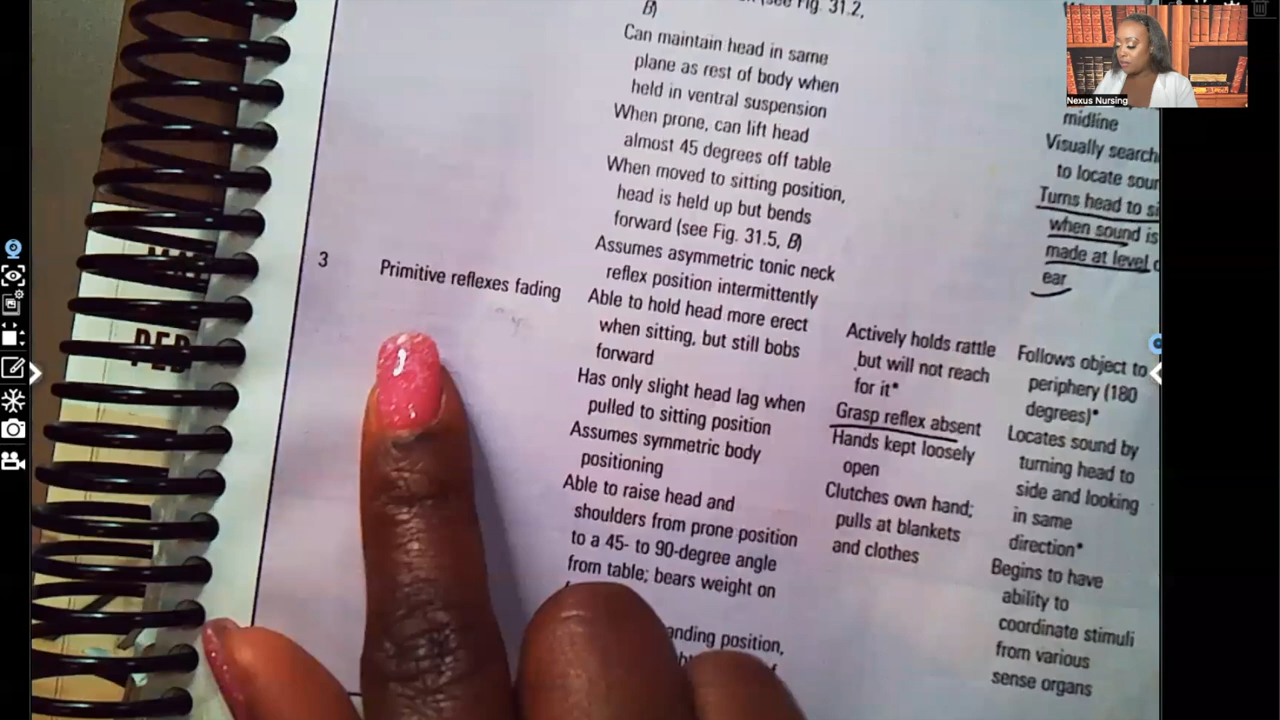 (see Fig. 31.2,
B)
Can maintain head in same
plane as rest of body when
held in ventral suspension
When prone, can lift head
almost 45 degrees off table
When moved to sitting position,
head is held up but bends
forward (see Fig. 31.5, B)
Assumes asymmetric tonic neck
reflex position intermittently
3
Primitive reflexes fading
Able to hold head more erect
when sitting, but still bobs
forward
Has only slight head lag when
pulled to sitting position
Assumes symmetric body
positioning
Able to raise head and
shoulders from prone position
to a 45- to 90-degree angle
from table; bears weight on
position,
Actively holds rattle
but will not reach
for it*
Grasp reflex absent
Hands kept loosely
open
Clutches own hand;
pulls at blankets
and clothes
midline
Visually
to locate
Turns head to
when sound is
made at level
ear
Follows object to
periphery (180
degrees)*
Locates sound by
turning head to
side and looking
in same
direction*
Begins to have
ability to
coordinate stimuli
from various
sense organs
PED
Nexus Nursing